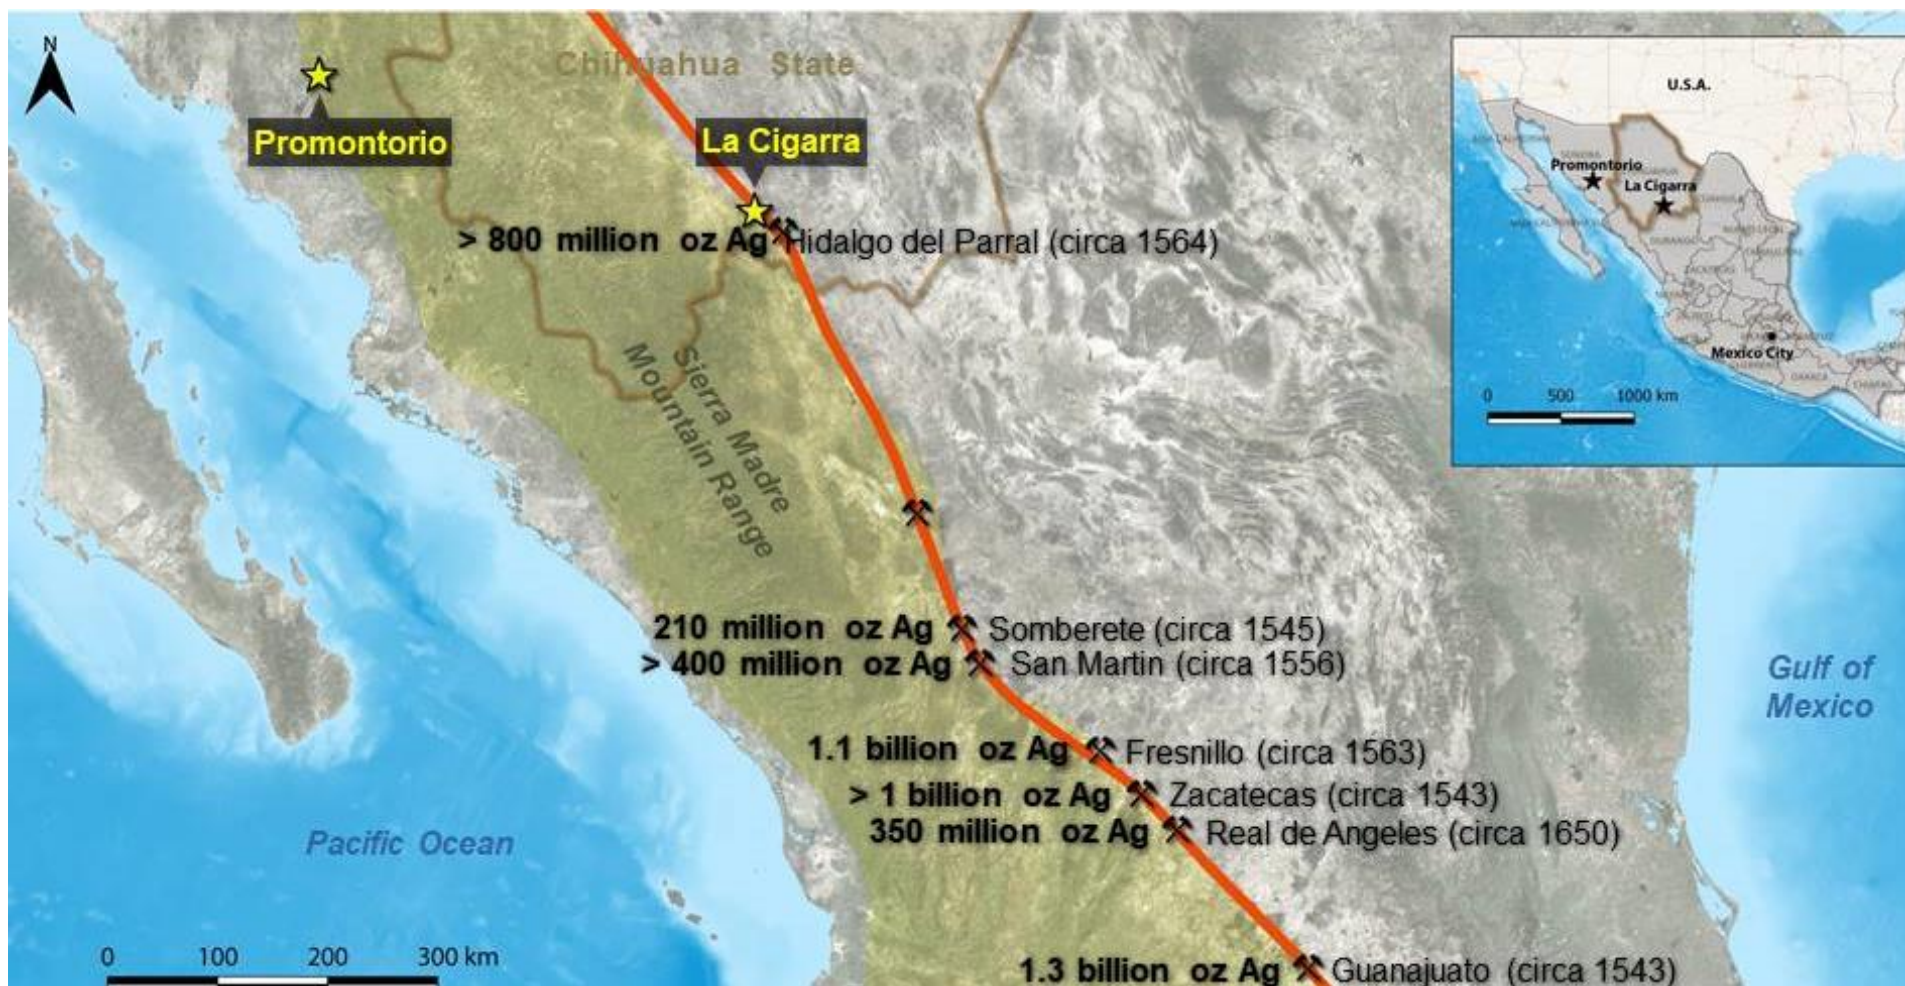 N
Chihuahua State
Promontorio
La Cigarra
> 800 million oz Ag Hidalgo del Parral (circa 1564)
Sierra Madre
Mountain Range
210 million oz Ag Somberete (circa 1545)
> 400 million oz Ag San Martin (circa 1556)
1.1 billion oz Ag Fresnillo (circa 1563)
> 1 billion oz Ag Zacatecas (circa 1543)
350 million oz Ag Real de Angeles (circa 1650)
1.3 billion oz Ag Guanajuato (circa 1543)
Pacific Ocean
Gulf of
Mexico
0 100 200 300 km
U.S.A.
Promontorio
La Cigarra
DURANGO
ZACATECAS
Mexico City
OAXACA
CHIAPAS
0 500 1000 km